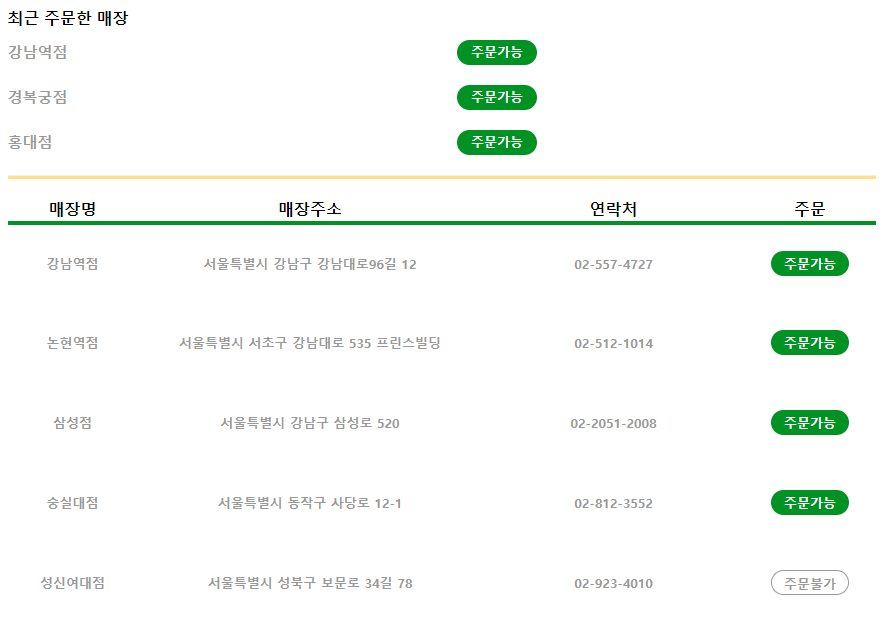 최근 주문한 매장
강남역점 주문가능
경복궁점 주문가능
홍대점 주문가능
매장명 매장주소 연락처 주문
강남역점 서울특별시 강남구 강남대로96길 12 02-557-4727 주문가능
논현역점 서울특별시 서초구 강남대로 535 프린스빌딩 02-512-1014 주문가능
삼성점 서울특별시 강남구 삼성로 520 02-2051-2008 주문가능
숭실대점 서울특별시 동작구 사당로 12-1 02-812-3552 주문가능
성신여대점 서울특별시 성북구 보문로 34길 78 02-923-4010 주문불가